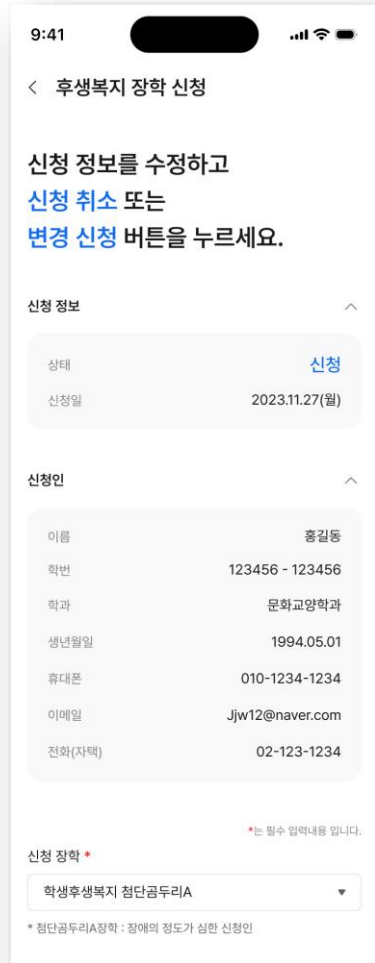 9:41
후생복지 장학 신청
신청 정보를 수정하고
신청 취소 또는
변경 신청 버튼을 누르세요.
신청 정보
상태 신청
신청일 2023.11.27(월)
신청인
이름 홍길동
학번 123456 - 123456
학과 문화교양학과
생년월일 1994.05.01
휴대폰 010-1234-1234
이메일 Jjw12@naver.com
전화(자택) 02-123-1234
*는 필수 입력내용 입니다.
신청 장학 *
학생후생복지 첨단곰두리A
* 첨단곰두리A장학 : 장애의 정도가 심한 신청인